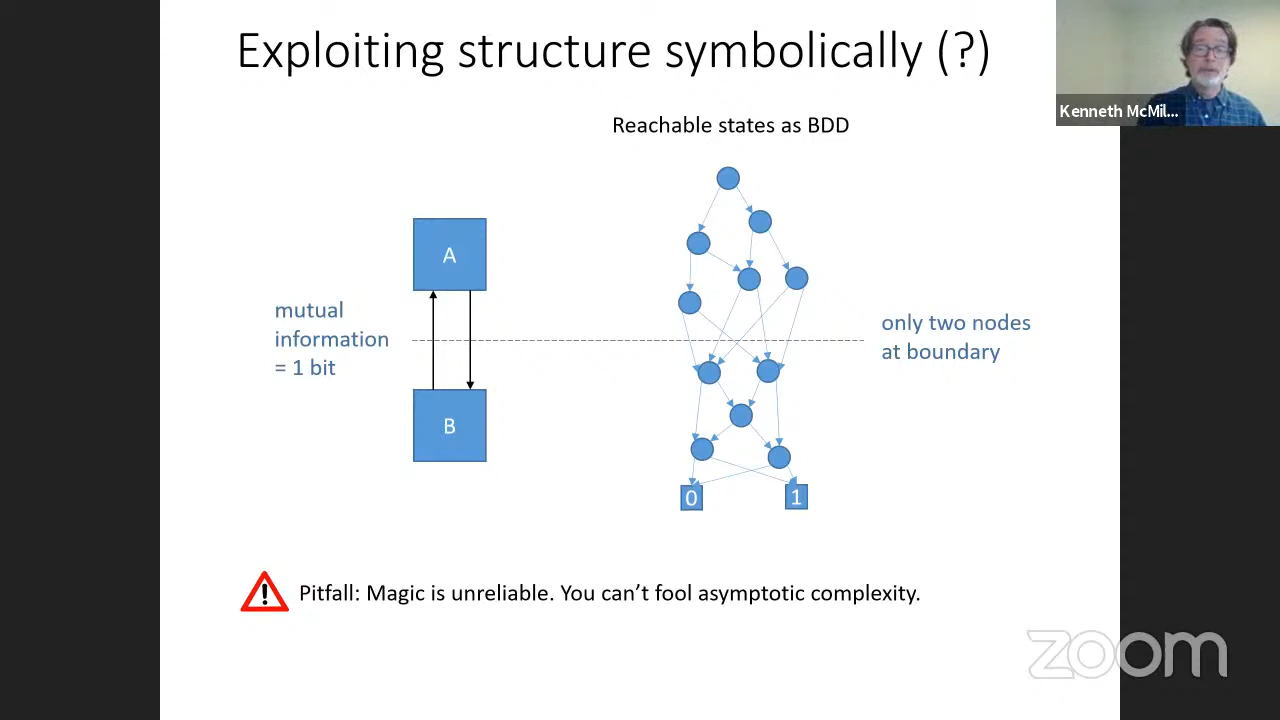 Exploiting structure symbolically (?)
Kenneth McMil...
Reachable states as BDD
A
mutual
information
= 1 bit
only two nodes
at boundary
B
0
1
Pitfall: Magic is unreliable. You can’t fool asymptotic complexity.
zoom